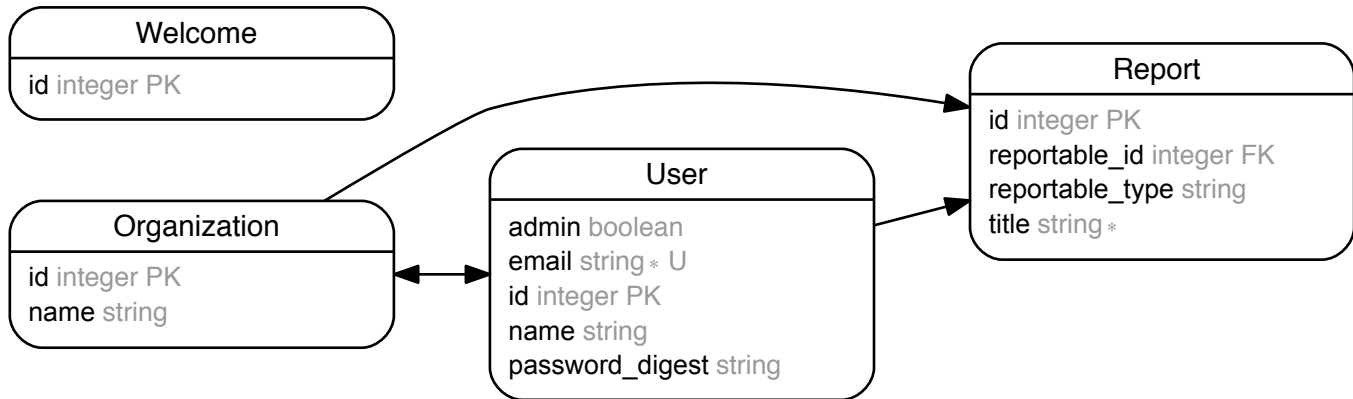 Welcome
id integer PK
Organization
id integer PK
name string
User
admin boolean
email string* U
id integer PK
name string
password_digest string
Report
id integer PK
reportable_id integer FK
reportable_type string
title string*